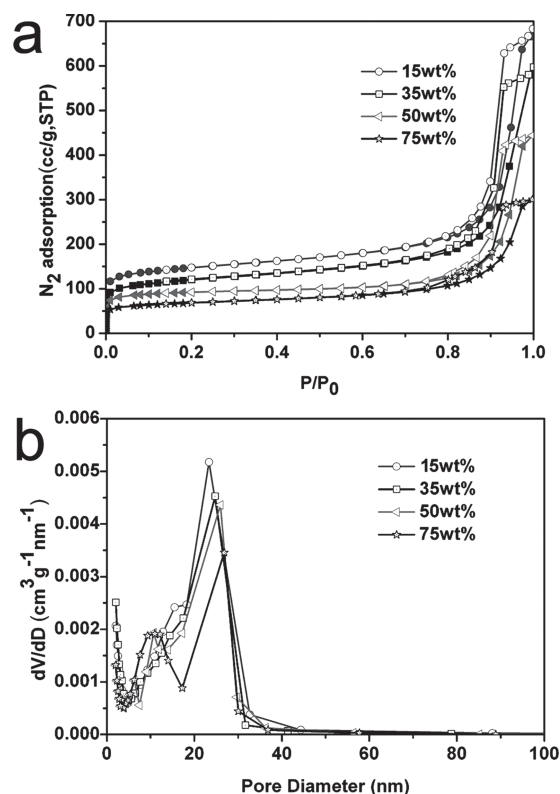 a
700
600
500
400
300
200
100
0
N2 adsorption(cc/g,STP)
15wt%
35wt%
50wt%
75wt%
0.0 0.2 0.4 0.6 0.8 1.0
P/P0
b
0.006
0.005
0.004
0.003
0.002
0.001
0.000
dV/dD (cm³g⁻¹nm⁻¹)
15wt%
35wt%
50wt%
75wt%
0 20 40 60 80 100
Pore Diameter (nm)